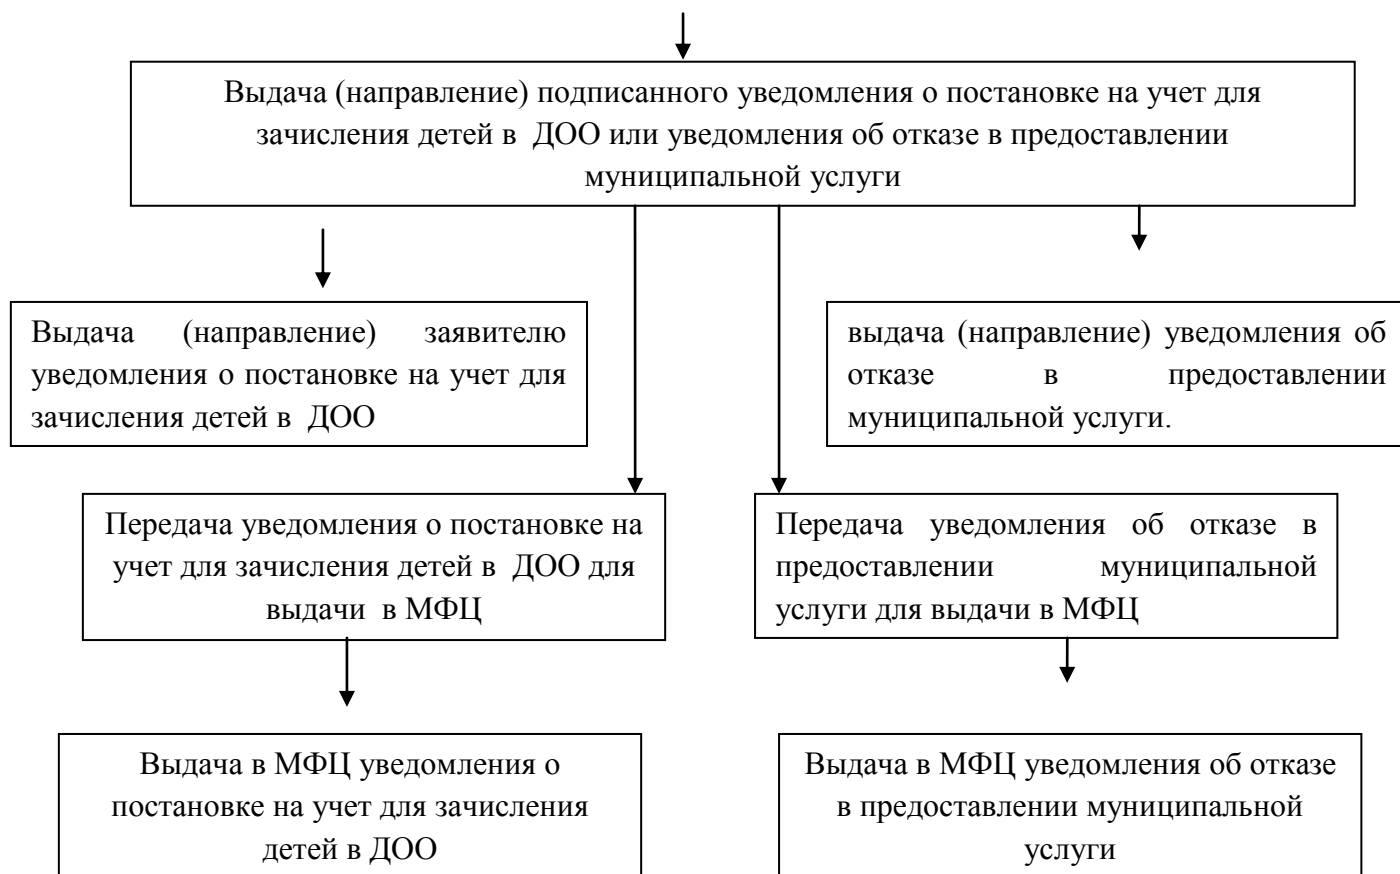 Выдача (направление) подписанного уведомления о постановке на учет для
зачисления детей в ДОО или уведомления об отказе в предоставлении
муниципальной услуги
Выдача (направление) заявителю
уведомления о постановке на учет для
зачисления детей в ДОО
выдача (направление) уведомления об
отказе в предоставлении
муниципальной услуги.
Передача уведомления о постановке на
учет для зачисления детей в ДОО для
выдачи в МФЦ
Передача уведомления об отказе в
предоставлении муниципальной
услуги для выдачи в МФЦ
Выдача в МФЦ уведомления о
постановке на учет для зачисления
детей в ДОО
Выдача в МФЦ уведомления об отказе
в предоставлении муниципальной
услуги